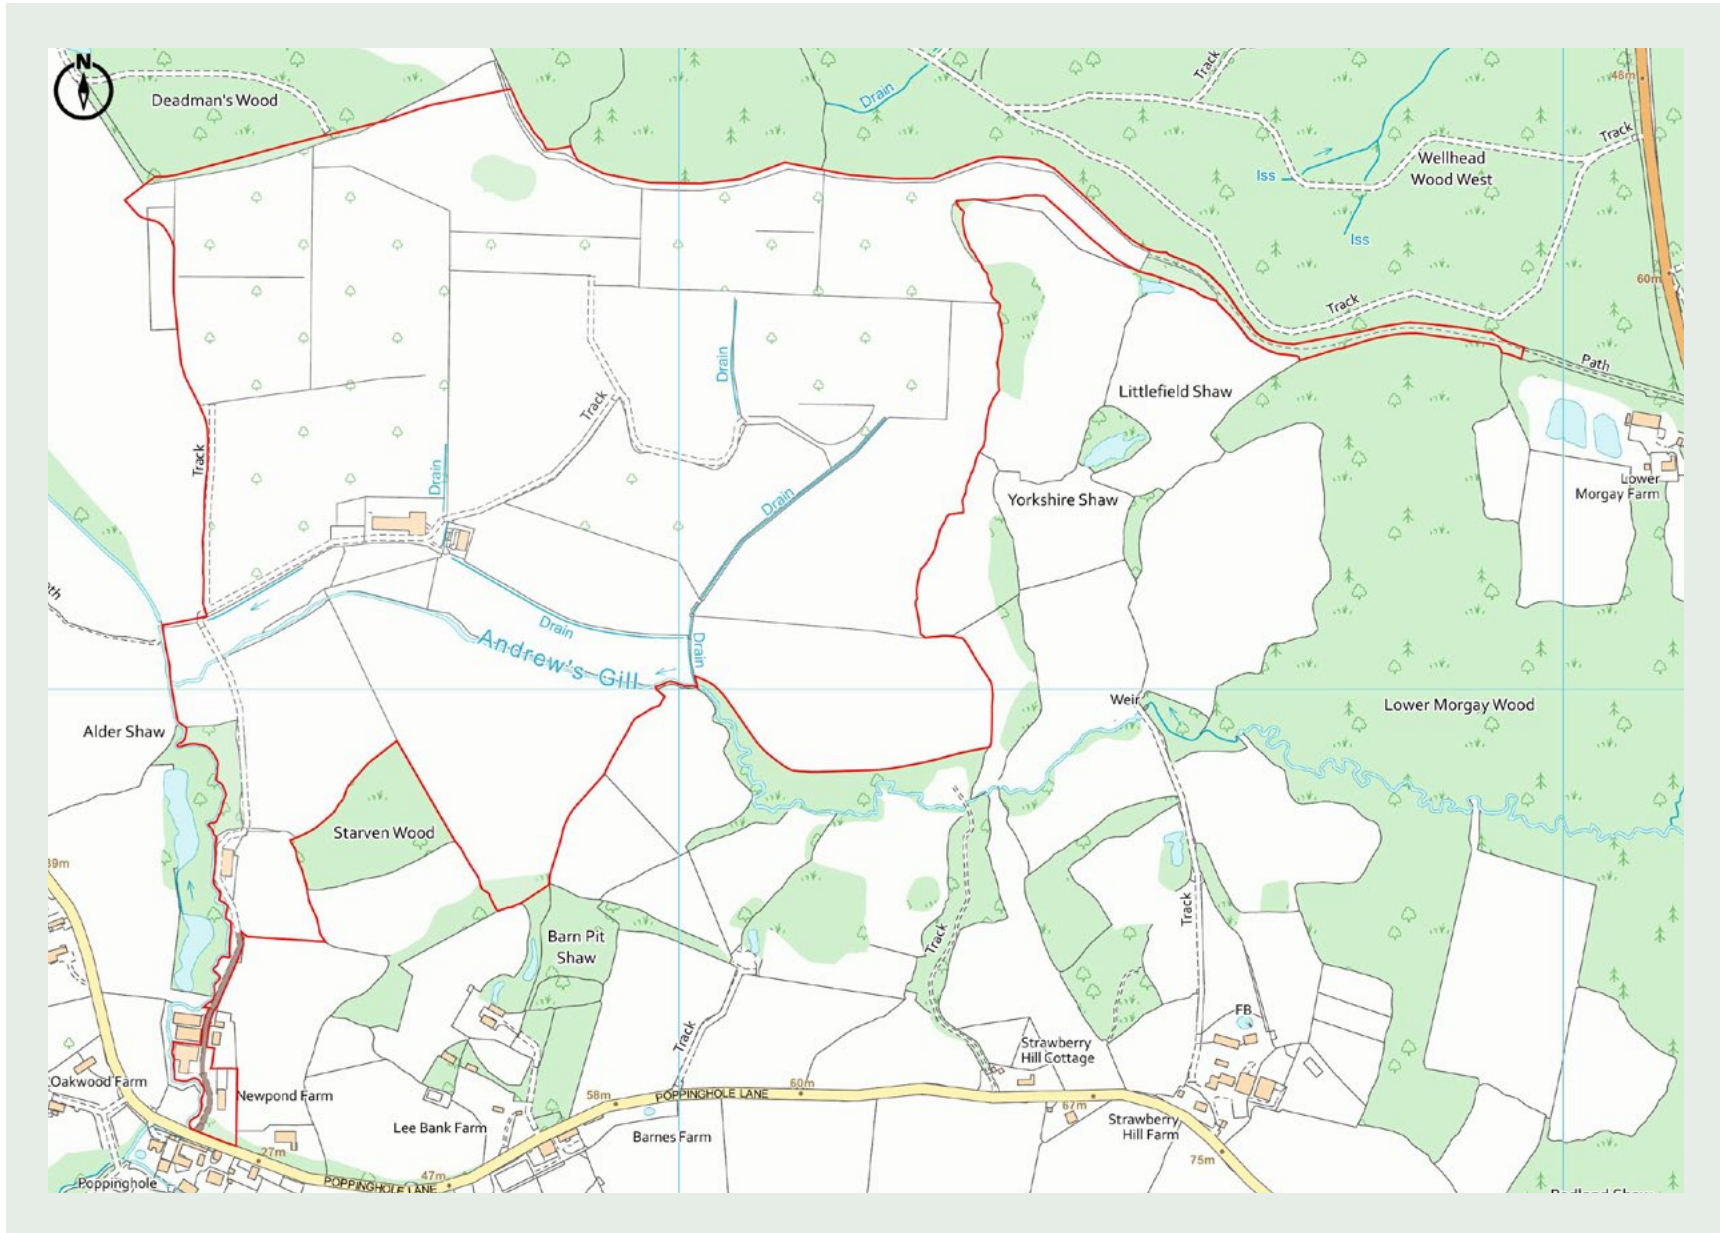 N
Deadman's Wood
Drain
Track
48m
Track
Wellhead
Wood West
Iss
Iss
60m
Track
Path
Drain
Littlefield Shaw
Track
Track
Drain
Drain
Yorkshire Shaw
Lower
Morgay Farm
Drain
Andrew's Gill
Drain
Weir
Lower Morgay Wood
Alder Shaw
Starven Wood
39m
Track
Barn Pit
Shaw
Track
Track
FB
Strawberry
Hill Cottage
Oakwood Farm
Newpond Farm
58m
POPPINGHOLE LANE
60m
67m
Lee Bank Farm
Barnes Farm
Strawberry
Hill Farm
27m
75m
47m
Poppinghole
POPPINGHOLE LANE